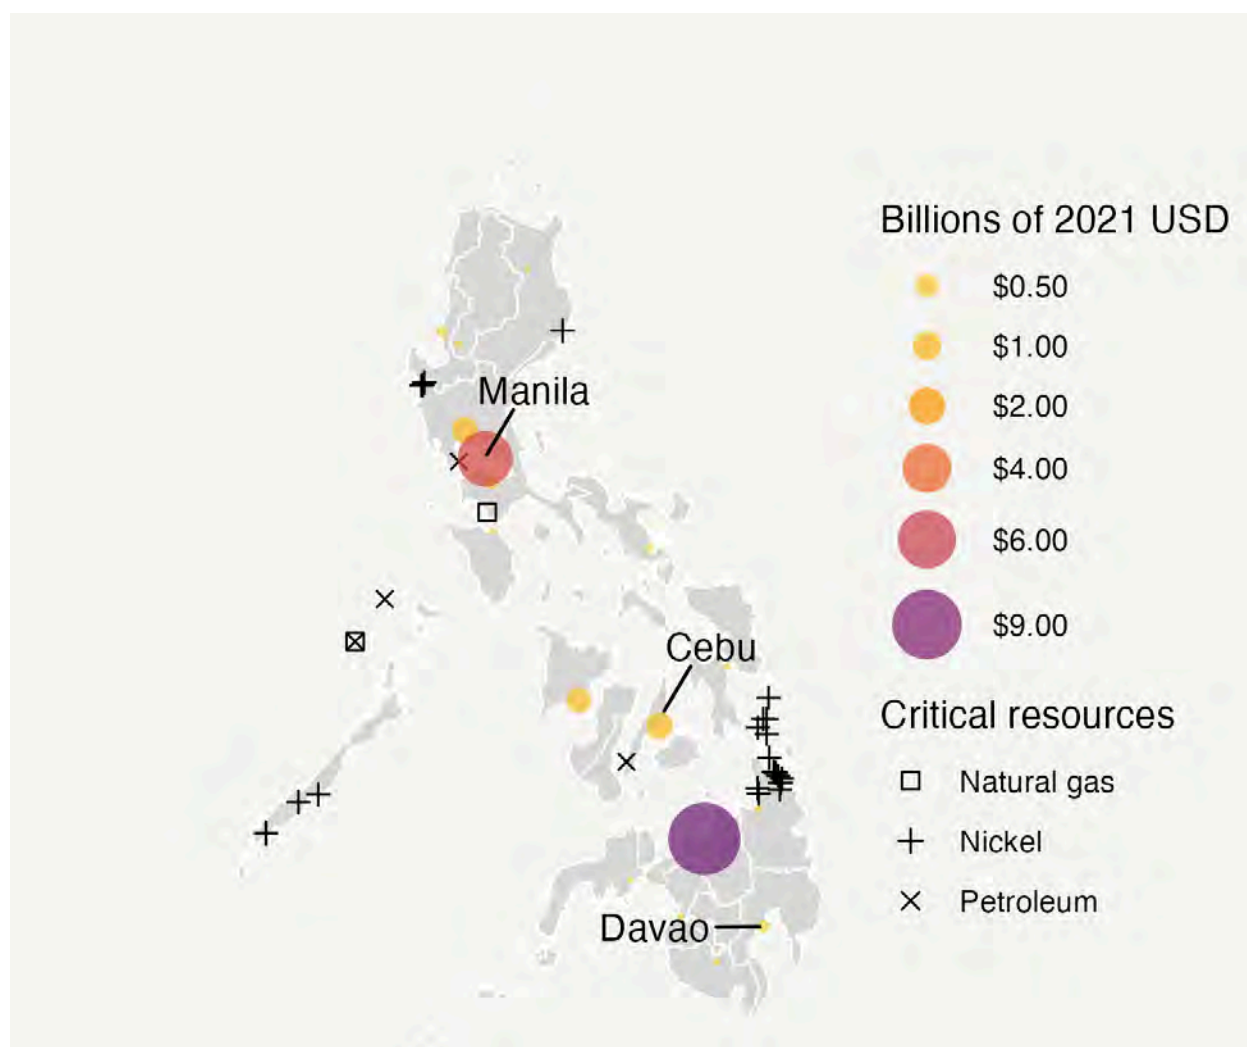 Manila
Cebu
Davao
Billions of 2021 USD
$0.50
$1.00
$2.00
$4.00
$6.00
$9.00
Critical resources
Natural gas
Nickel
Petroleum